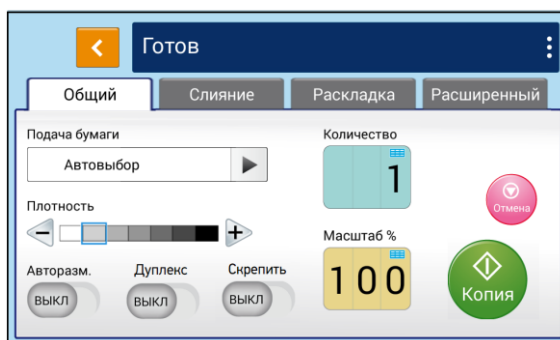 Готов
Общий Слияние Раскладка Расширенный
Подача бумаги Количество
Автовыбор 1
Отмена
Плотность
Масштаб %
Авторазм. Дуплекс Скрепить 100
ВЫКЛ ВЫКЛ ВЫКЛ Копия